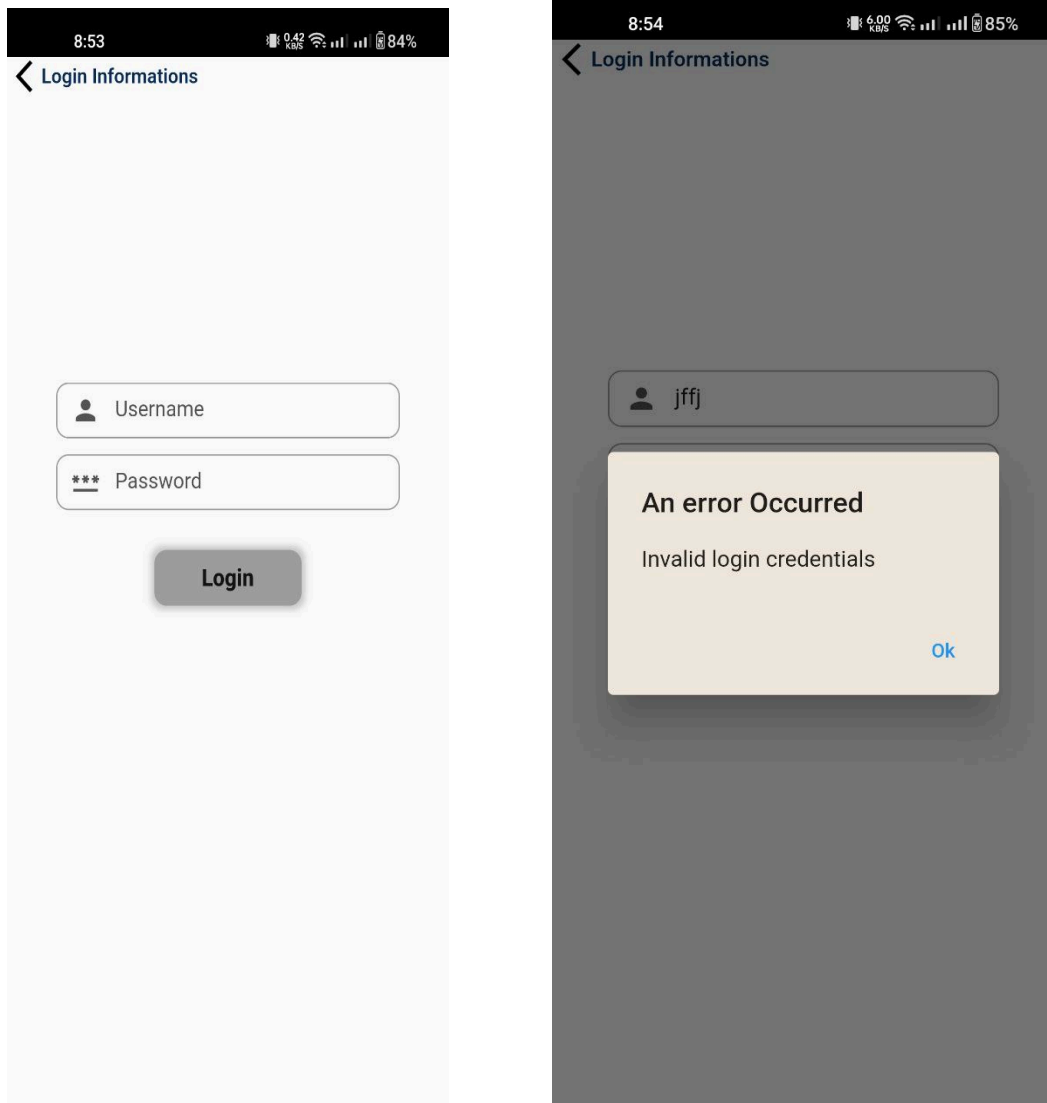 8:53 0.42 KB/S 84%
Login Informations
Username
*** Password
Login
8:54 6.00 KB/S 85%
Login Informations
jffj
An error Occurred
Invalid login credentials
Ok